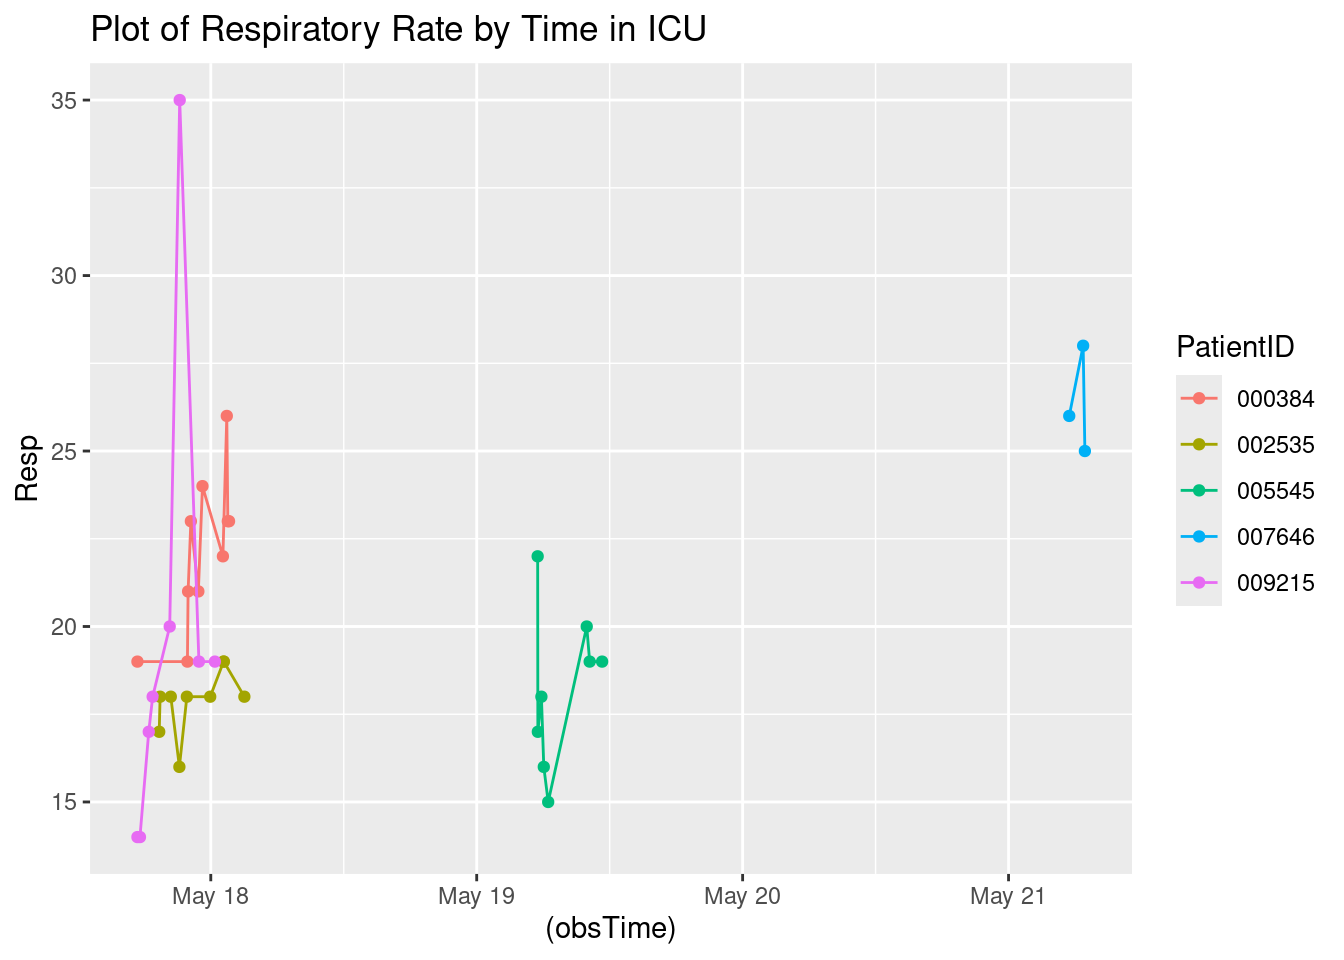 Plot of Respiratory Rate by Time in ICU
35
30
25
20
15
Resp
May 18
May 19
May 20
May 21
(obsTime)
PatientID
000384
002535
005545
007646
009215